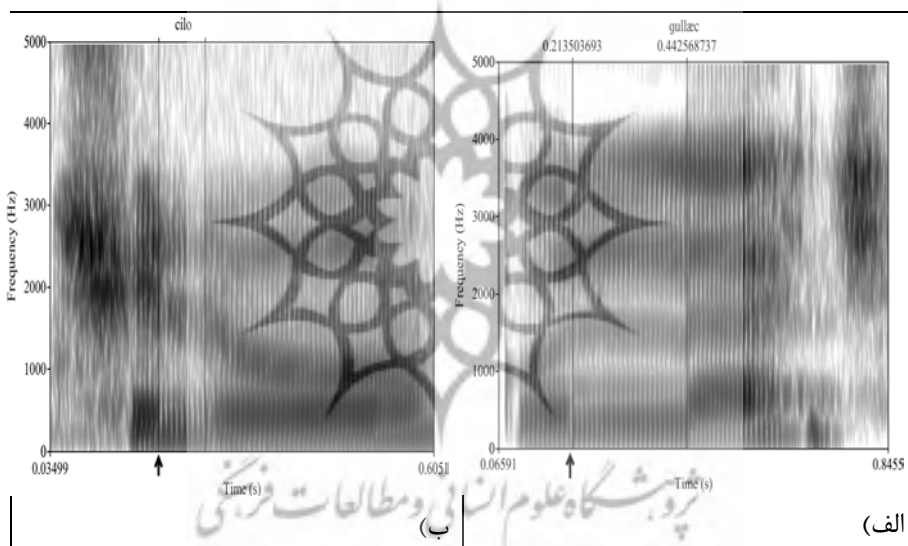 cilo
gullæc
0.213503693 0.442568737
5000
4000
3000
2000
1000
0
Frequency (Hz)
0.03499
0.6051
Time (s)
5000
4000
3000
2000
1000
0
Frequency (Hz)
0.06591
0.8455
Time (s)
پژوهشگاه علوم انسانی و مطالعات فرهنگی
الف)
ب)